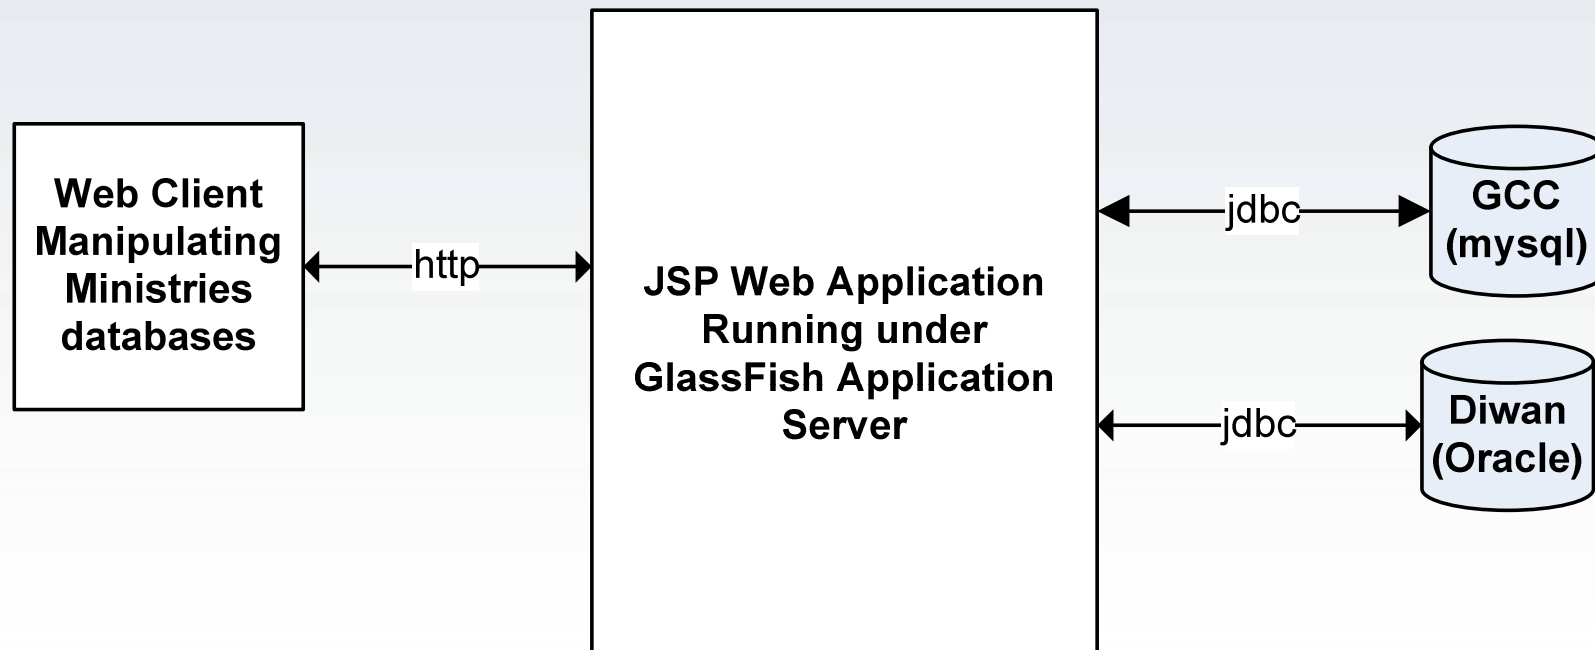 Web Client
Manipulating
Ministries
databases
http
JSP Web Application
Running under
GlassFish Application
Server
jdbc
GCC
(mysql)
jdbc
Diwan
(Oracle)